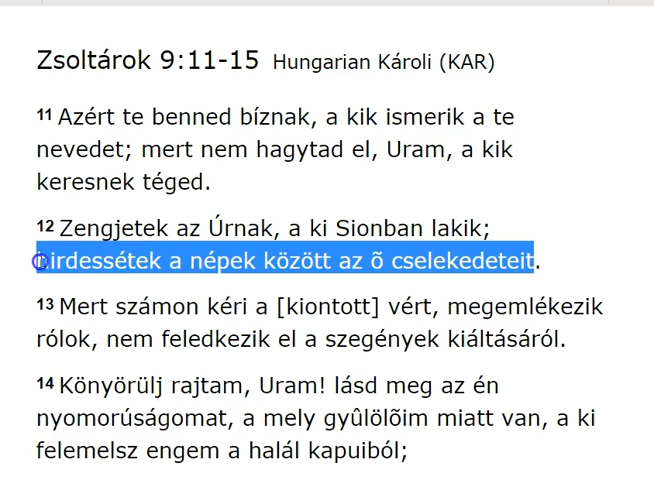 Zsoltárok 9:11-15 Hungarian Károli (KAR)
11 Azért te benned bíznak, a kik ismerik a te
nevedet; mert nem hagytad el, Uram, a kik
keresnek téged.
12 Zengjetek az Úrnak, a ki Sionban lakik;
hirdessétek a népek között az õ cselekedeteit.
13 Mert számon kéri a [kiontott] vért, megemlékezik
rólok, nem feledkezik el a szegények kiáltásáról.
14 Könyörülj rajtam, Uram! lásd meg az én
nyomorúságomat, a mely gyûlölõim miatt van, a ki
felemelsz engem a halál kapuiból;